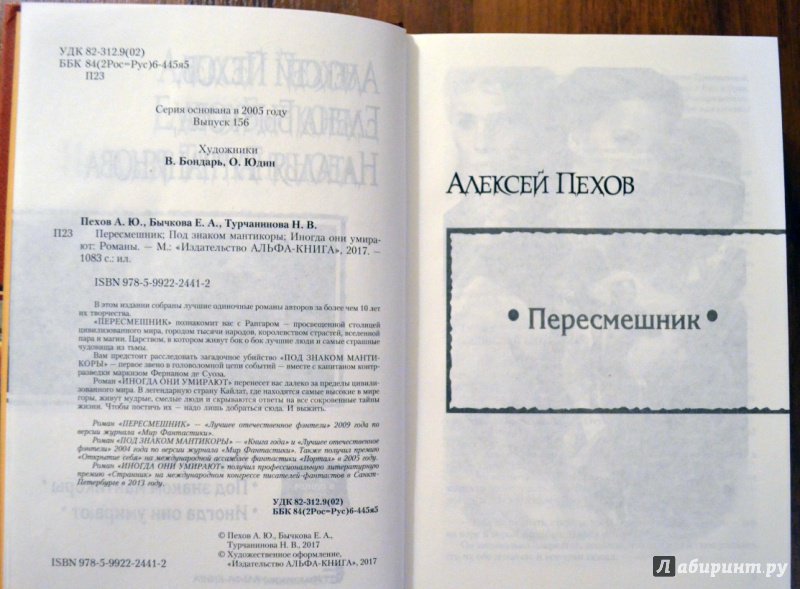 УДК 82-312.9(02)
ББК 84(2Рос=Рус)6-445я5
П23
Серия основана в 2005 году
Выпуск 156
Художники
В. Бондарь, О. Юдин
Пехов А. Ю., Бычкова Е. А., Турчанинова Н. В.
П23 Пересмешник; Под знаком мантикоры; Иногда они умира-
ют: Романы. — М.: «Издательство АЛЬФА-КНИГА», 2017. —
1083 с.: ил.
ISBN 978-5-9922-2441-2
В этом издании собраны лучшие одиночные романы авторов за более чем 10 лет
их творчества.
«ПЕРЕСМЕШНИК» познакомит вас с Рапгаром — просвещенной столицей
цивилизованного мира, городом тысячи народов, королевством страстей, вселенной
пара и магии. Царством, в котором живут бок о бок лучшие люди и самые страшные
чудовища из тьмы.
Вам предстоит расследовать загадочное убийство «ПОД ЗНАКОМ МАНТИ-
КОРЫ» — первое звено в головоломной цепи событий — вместе с капитаном контр-
разведки маркизом Фернаном де Суоза.
Роман «ИНОГДА ОНИ УМИРАЮТ» перенесет вас далеко за пределы цивили-
зованного мира. В легендарную страну Кайлат, где находятся самые высокие в мире
горы, живут мудрые, смелые люди и скрываются ответы на все сокровенные тайны
жизни. Чтобы постичь их — надо лишь добраться сюда. И выжить.
Роман «ПЕРЕСМЕШНИК» — «Лучшее отечественное фэнтези» 2009 года по
версии журнала «Мир Фантастики».
Роман «ПОД ЗНАКОМ МАНТИКОРЫ» — «Книга года» и «Лучшее отечественное
фэнтези» 2004 года по версии журнала «Мир Фантастики». Также получил премию
«Открытие себя» на международной ассамблее фантастики «Портал» в 2005 году.
Роман «ИНОГДА ОНИ УМИРАЮТ» получил профессиональную литературную
премию «Странник» на международном конгрессе писателей-фантастов в Санкт-
Петербурге в 2013 году.
УДК 82-312.9(02)
ББК 84(2Рос=Рус)6-445я5
© Пехов А. Ю., Бычкова Е. А.,
Турчанинова Н. В., 2017
© Художественное оформление,
«Издательство АЛЬФА-КНИГА», 2017
ISBN 978-5-9922-2441-2
АЛЕКСЕЙ ПЕХОВ
• Пересмешник •
Лабиринт.ру